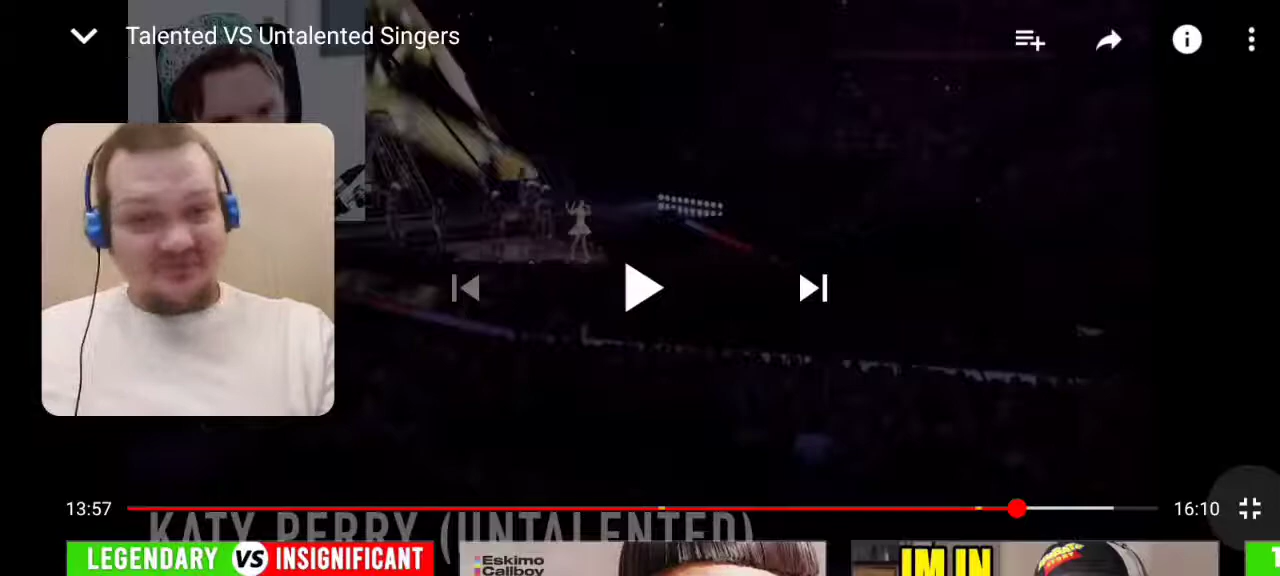 Talented VS Untalented Singers
13:57
16:10
KATY PERRY (UNTALENTED)
LEGENDARY VS INSIGNIFICANT
Eskimo
Callboy
IM IN